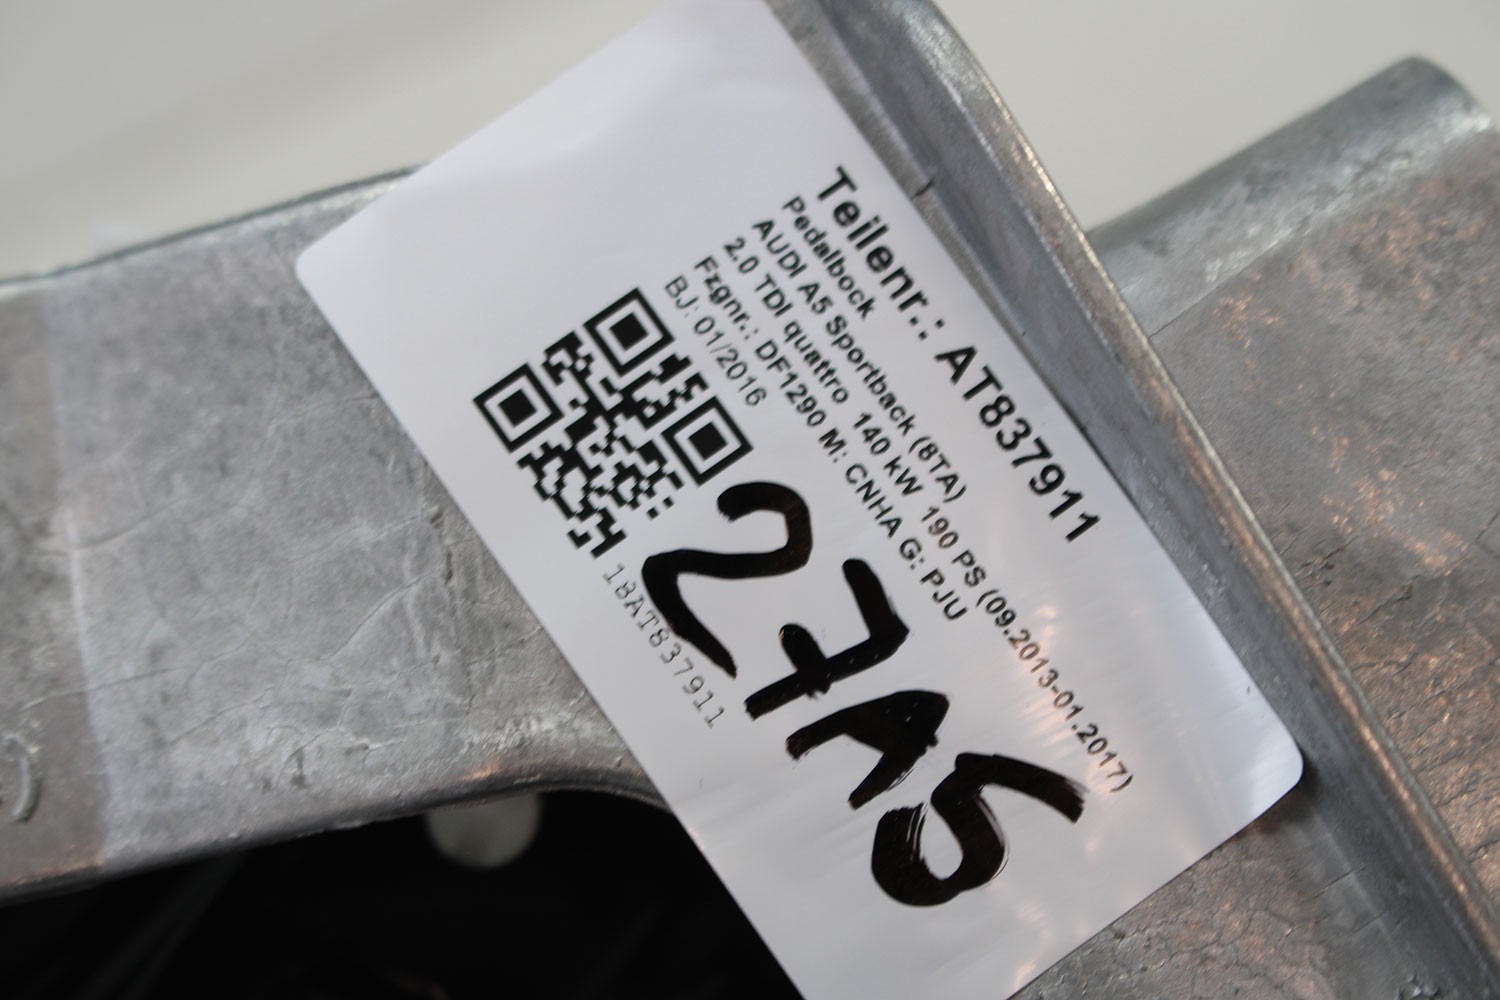 Teilenr.: AT837911
Pedalbock
AUDI A5 Sportback (8TA)
2.0 TDI quattro 140 kW 190 PS (09.2013-01.2017)
Fzgnr.: DF1290 M: CNHA G: PJU
BJ: 01/2016
18AT837911
27A5